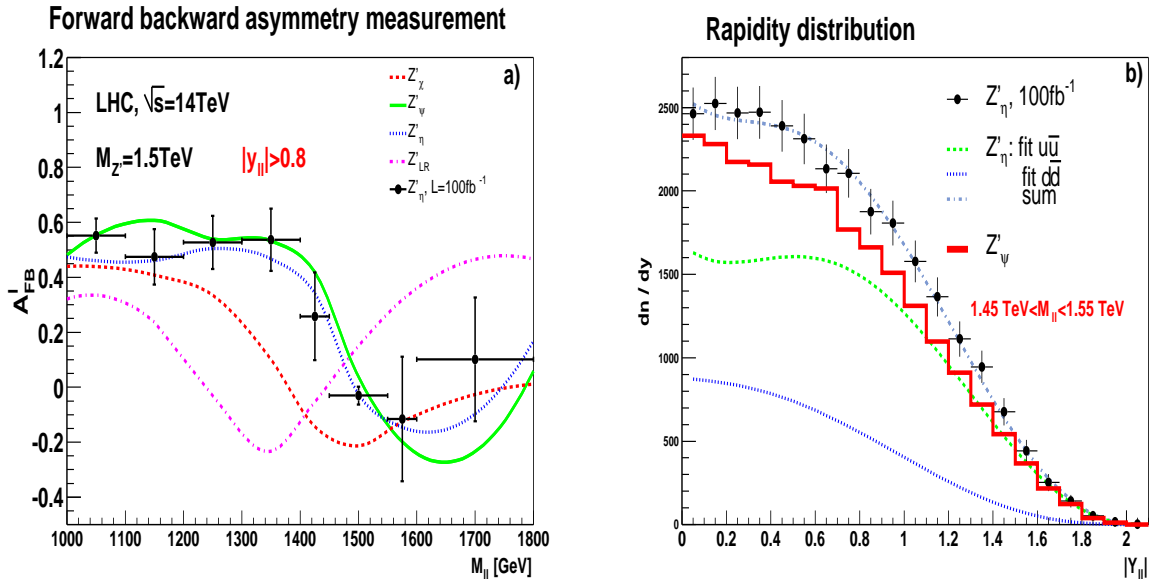 Forward backward asymmetry measurement
a)
LHC, √s=14TeV
M_Z'=1.5TeV |y_ll|>0.8
Z'_χ
Z'_ψ
Z'_η
Z'_LR
Z'_η, L=100fb⁻¹
A^l_FB
1.2
1
0.8
0.6
0.4
0.2
0
-0.2
-0.4
1000 1100 1200 1300 1400 1500 1600 1700 1800
M_ll [GeV]
Rapidity distribution
b)
Z'_η, 100fb⁻¹
Z'_η: fit uū
fit dd̄
sum
Z'_ψ
1.45 TeV<M_ll<1.55 TeV
dn / dy
2500
2000
1500
1000
500
0
0 0.2 0.4 0.6 0.8 1 1.2 1.4 1.6 1.8 2
|Y_ll|